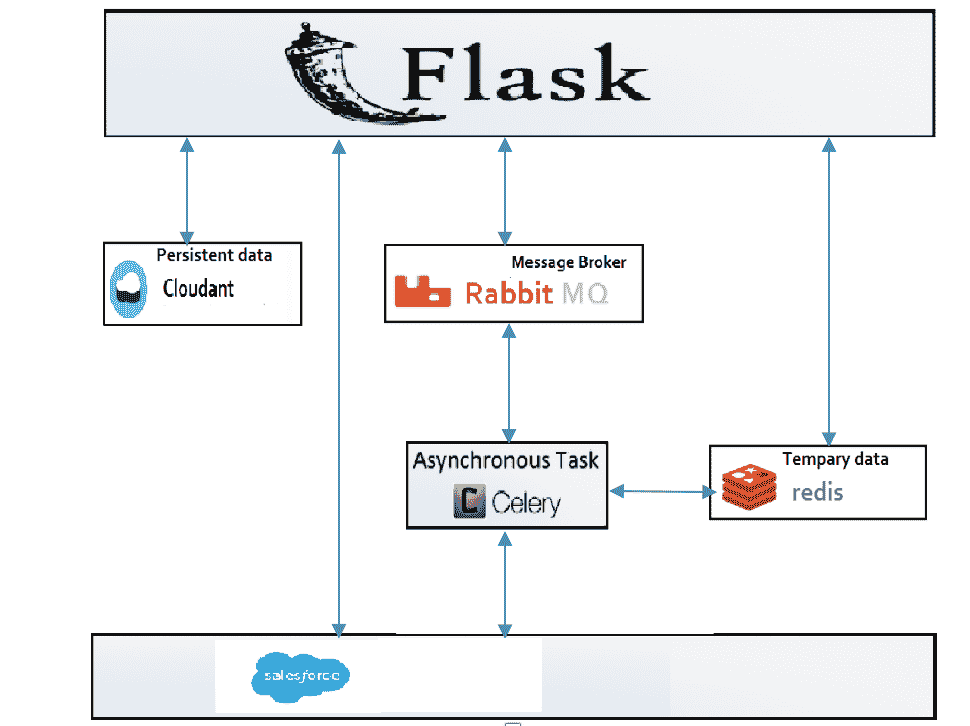 Flask
Persistent data
Cloudant
Message Broker
Rabbit MQ
Asynchronous Task
Celery
Tempary data
redis
salesforce